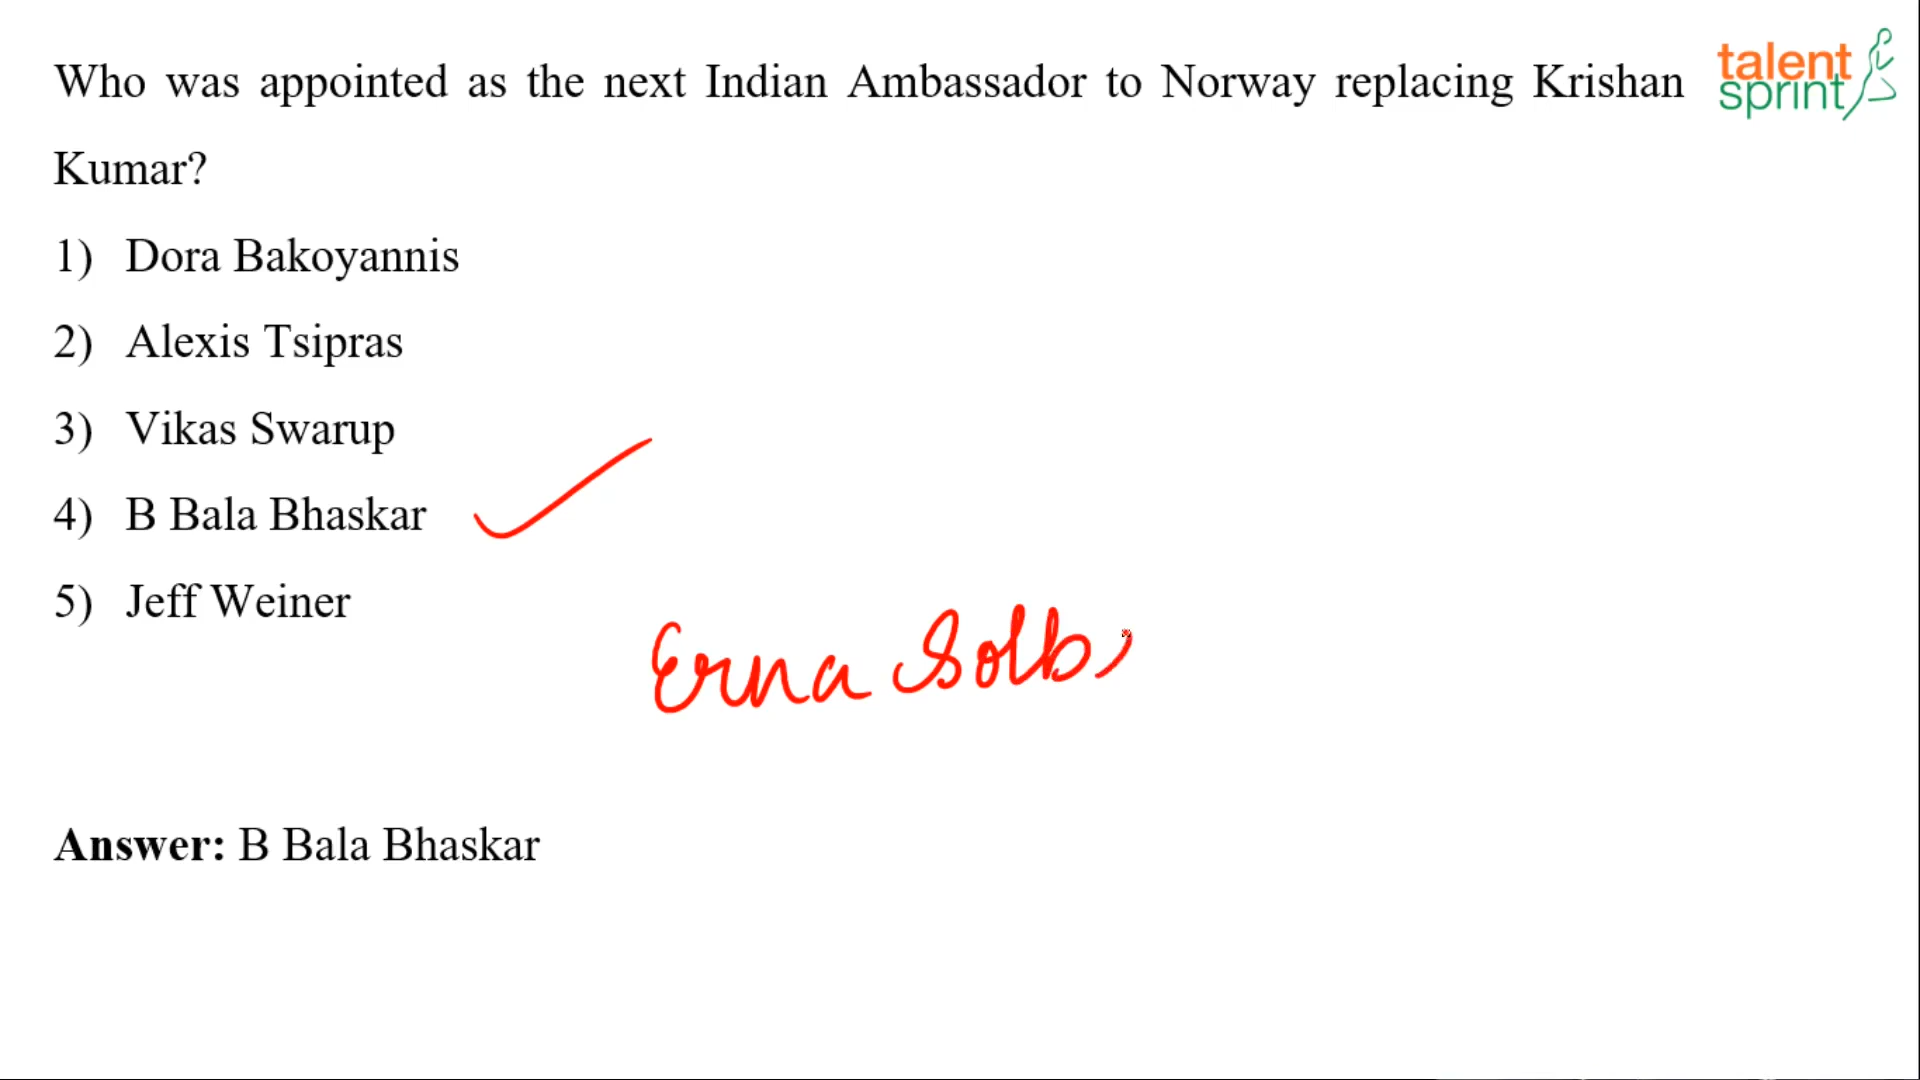 Who was appointed as the next Indian Ambassador to Norway replacing Krishan
Kumar?
talent
sprint
1) Dora Bakoyannis
2) Alexis Tsipras
3) Vikas Swarup
4) B Bala Bhaskar
5) Jeff Weiner
Erna Solb
Answer: B Bala Bhaskar